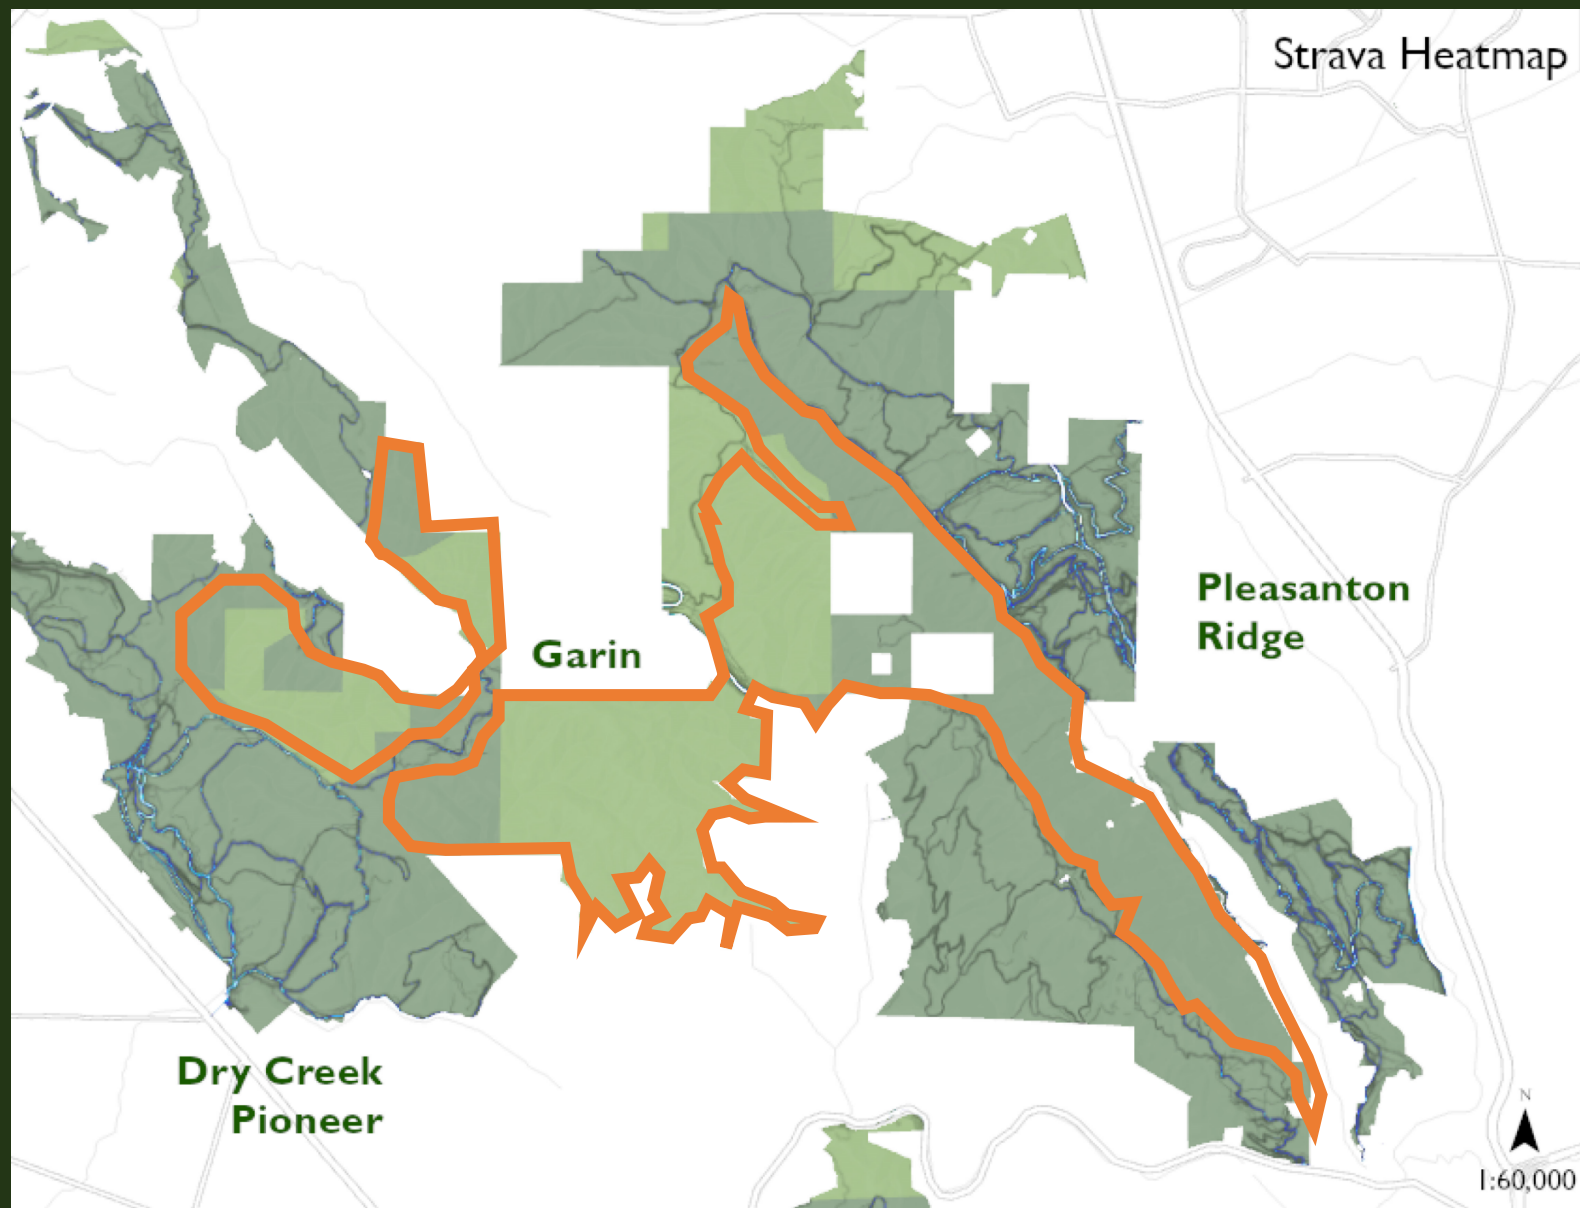 Strava Heatmap
Pleasanton
Ridge
Garin
Dry Creek
Pioneer
N
1:60,000